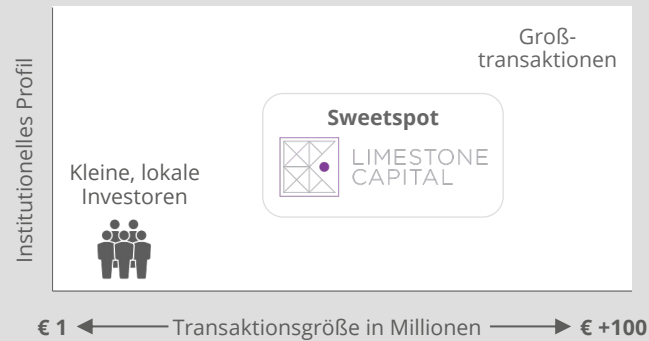 Institutionelles Profil
Groß-
transaktionen
Sweetspot
LIMESTONE
CAPITAL
Kleine, lokale
Investoren
€ 1
Transaktionsgröße in Millionen
€ +100